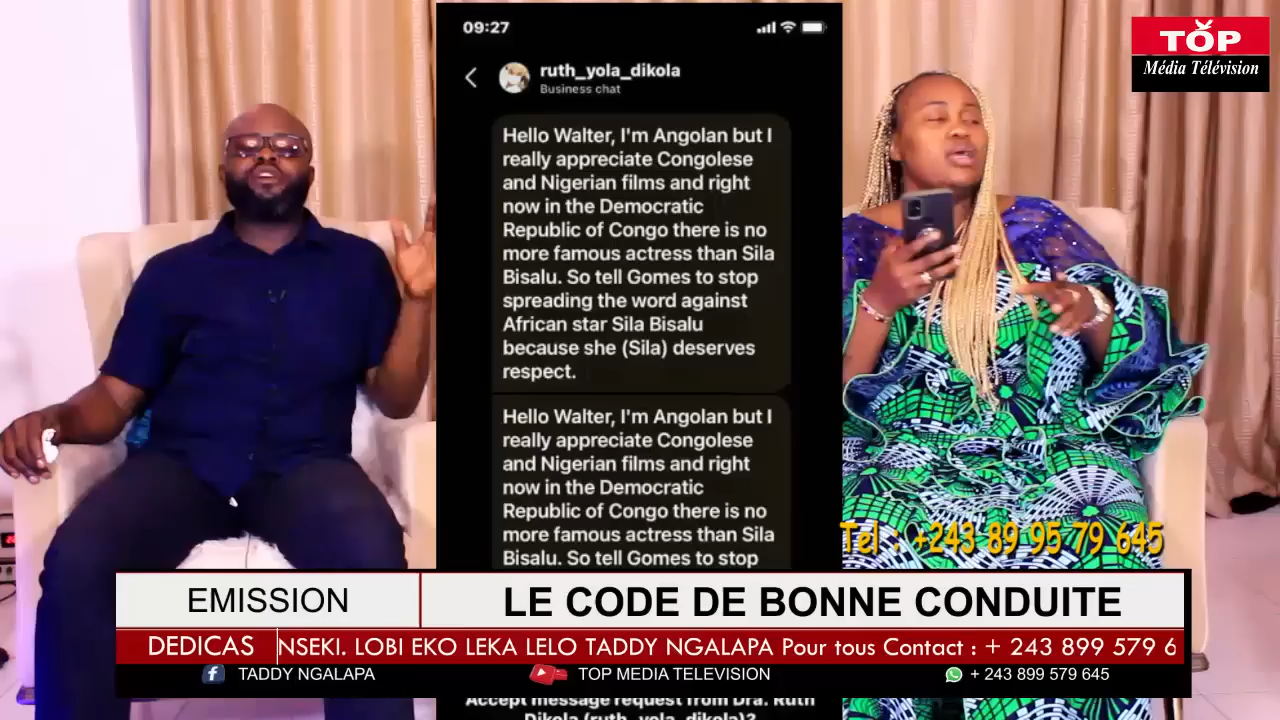 09:27
TOP
Média Télévision
ruth_yola_dikola
Business chat
Hello Walter, I'm Angolan but I
really appreciate Congolese
and Nigerian films and right
now in the Democratic
Republic of Congo there is no
more famous actress than Sila
Bisalu. So tell Gomes to stop
spreading the word against
African star Sila Bisalu
because she (Sila) deserves
respect.
Hello Walter, I'm Angolan but I
really appreciate Congolese
and Nigerian films and right
now in the Democratic
Republic of Congo there is no
more famous actress than Sila
Bisalu. So tell Gomes to stop
Tel : +243 89 95 79 645
EMISSION
LE CODE DE BONNE CONDUITE
DEDICAS
NSEKI. LOBI EKO LEKA LELO TADDY NGALAPA Pour tous Contact : + 243 899 579 6
TADDY NGALAPA
TOP MEDIA TELEVISION
+ 243 899 579 645
Accept message request from Dra. Ruth
Dikola (ruth_yola_dikola)?